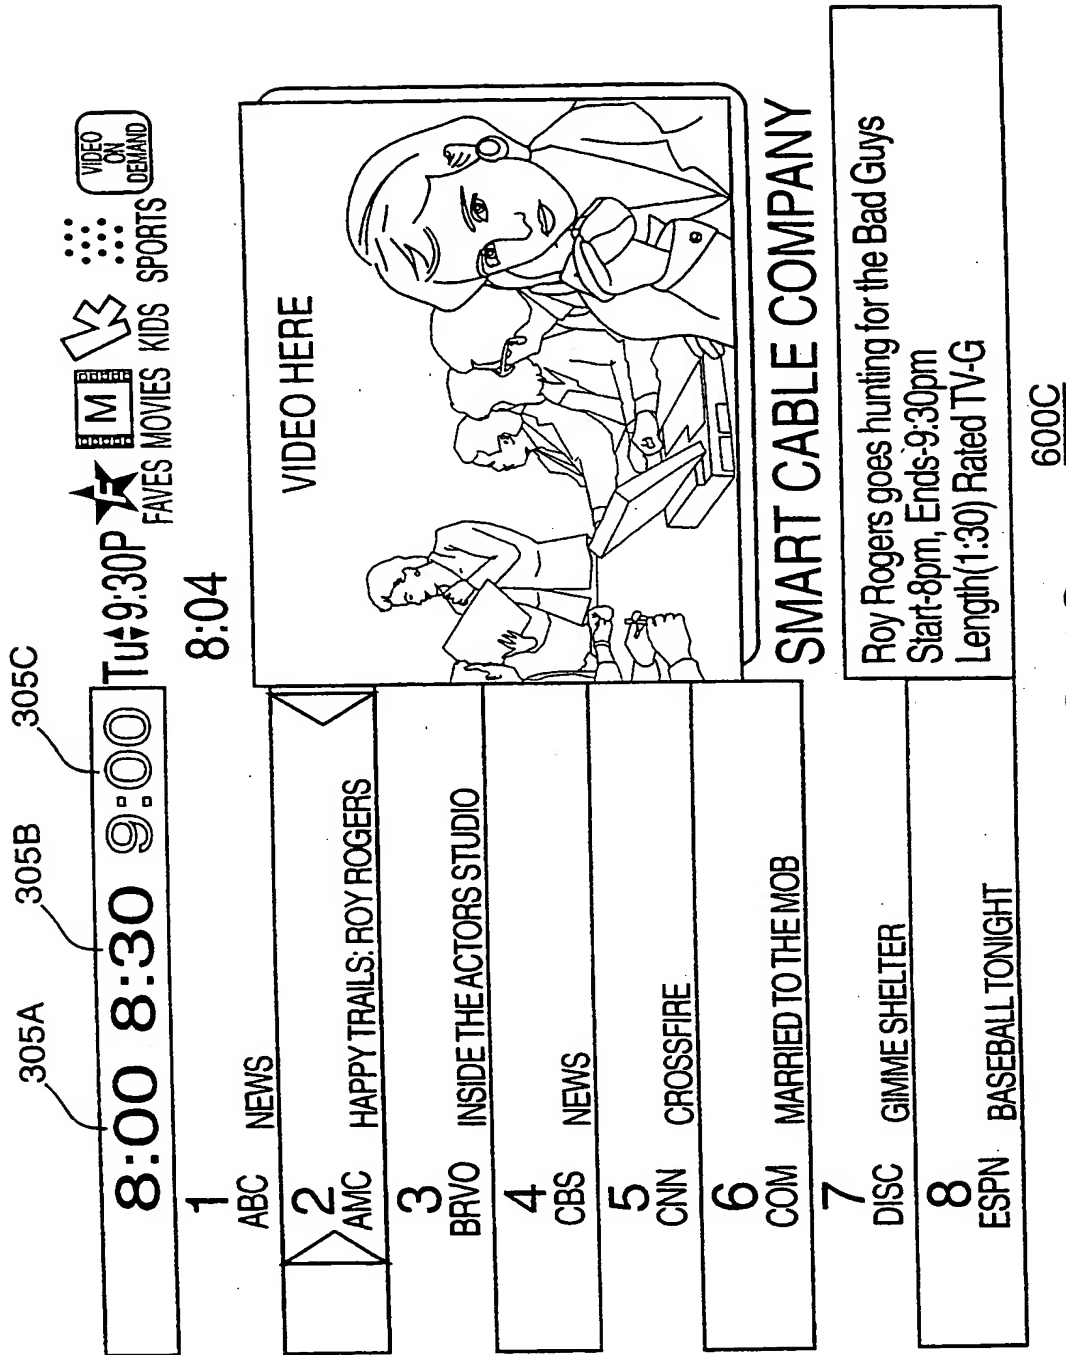 305A
305B
305C
8:00 8:30 9:00
Tu 9:30P
F
FAVES
M
MOVIES
K
KIDS
SPORTS
VIDEO
ON
DEMAND
8:04
1
ABC NEWS
2
AMC HAPPY TRAILS: ROY ROGERS
3
BRVO INSIDE THE ACTORS STUDIO
4
CBS NEWS
5
CNN CROSSFIRE
6
COM MARRIED TO THE MOB
7
DISC GIMME SHELTER
8
ESPN BASEBALL TONIGHT
VIDEO HERE
SMART CABLE COMPANY
Roy Rogers goes hunting for the Bad Guys
Start-8pm, Ends-9:30pm
Length(1:30) Rated TV-G
600C